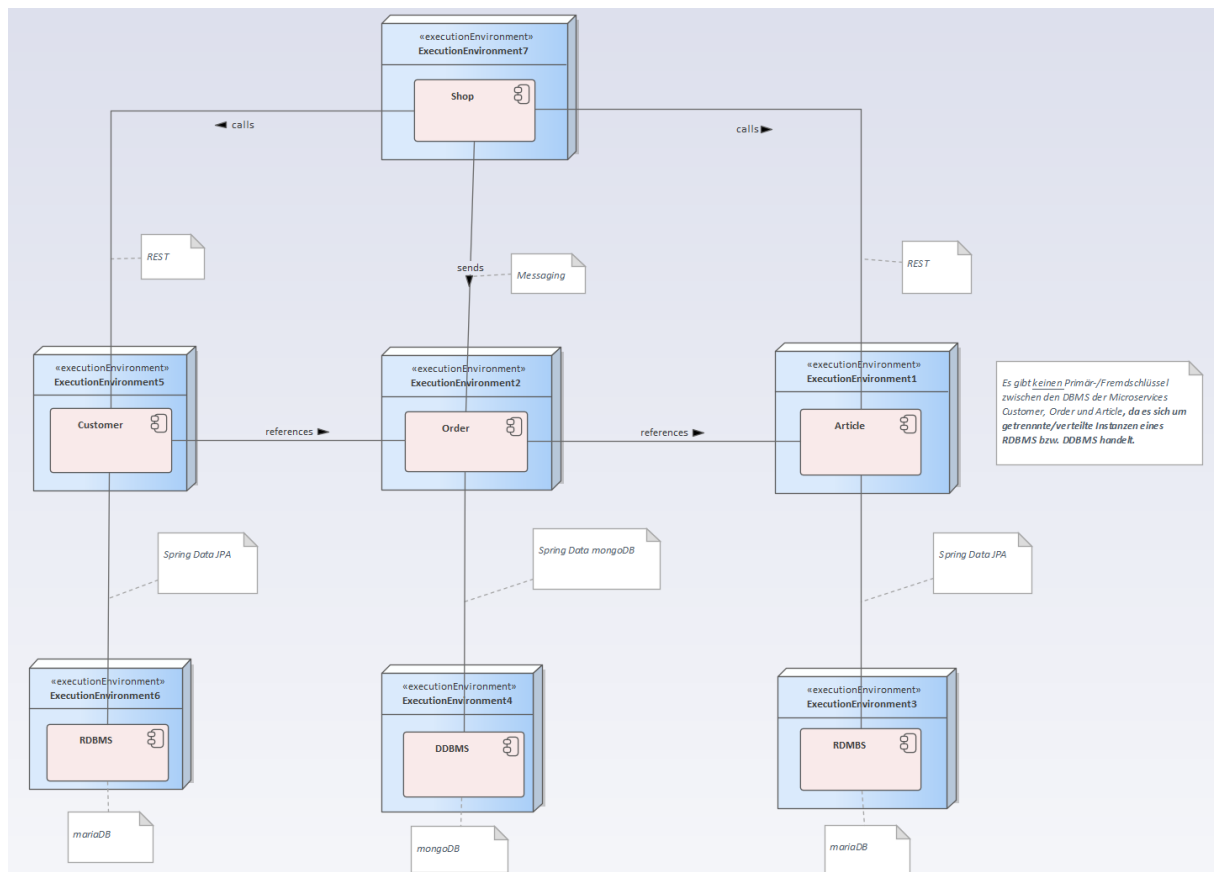 «executionEnvironment»
ExecutionEnvironment7
Shop
calls
calls
REST
sends
Messaging
REST
«executionEnvironment»
ExecutionEnvironment5
Customer
references
«executionEnvironment»
ExecutionEnvironment2
Order
references
«executionEnvironment»
ExecutionEnvironment1
Article
Es gibt keinen Primär-/Fremdschlüssel
zwischen den DBMS der Microservices
Customer, Order und Article, da es sich um
getrennnte/verteilte Instanzen eines
RDBMS bzw. DDBMS handelt.
Spring Data JPA
Spring Data mongoDB
Spring Data JPA
«executionEnvironment»
ExecutionEnvironment6
RDBMS
mariaDB
«executionEnvironment»
ExecutionEnvironment4
DDBMS
mongoDB
«executionEnvironment»
ExecutionEnvironment3
RDMBS
mariaDB